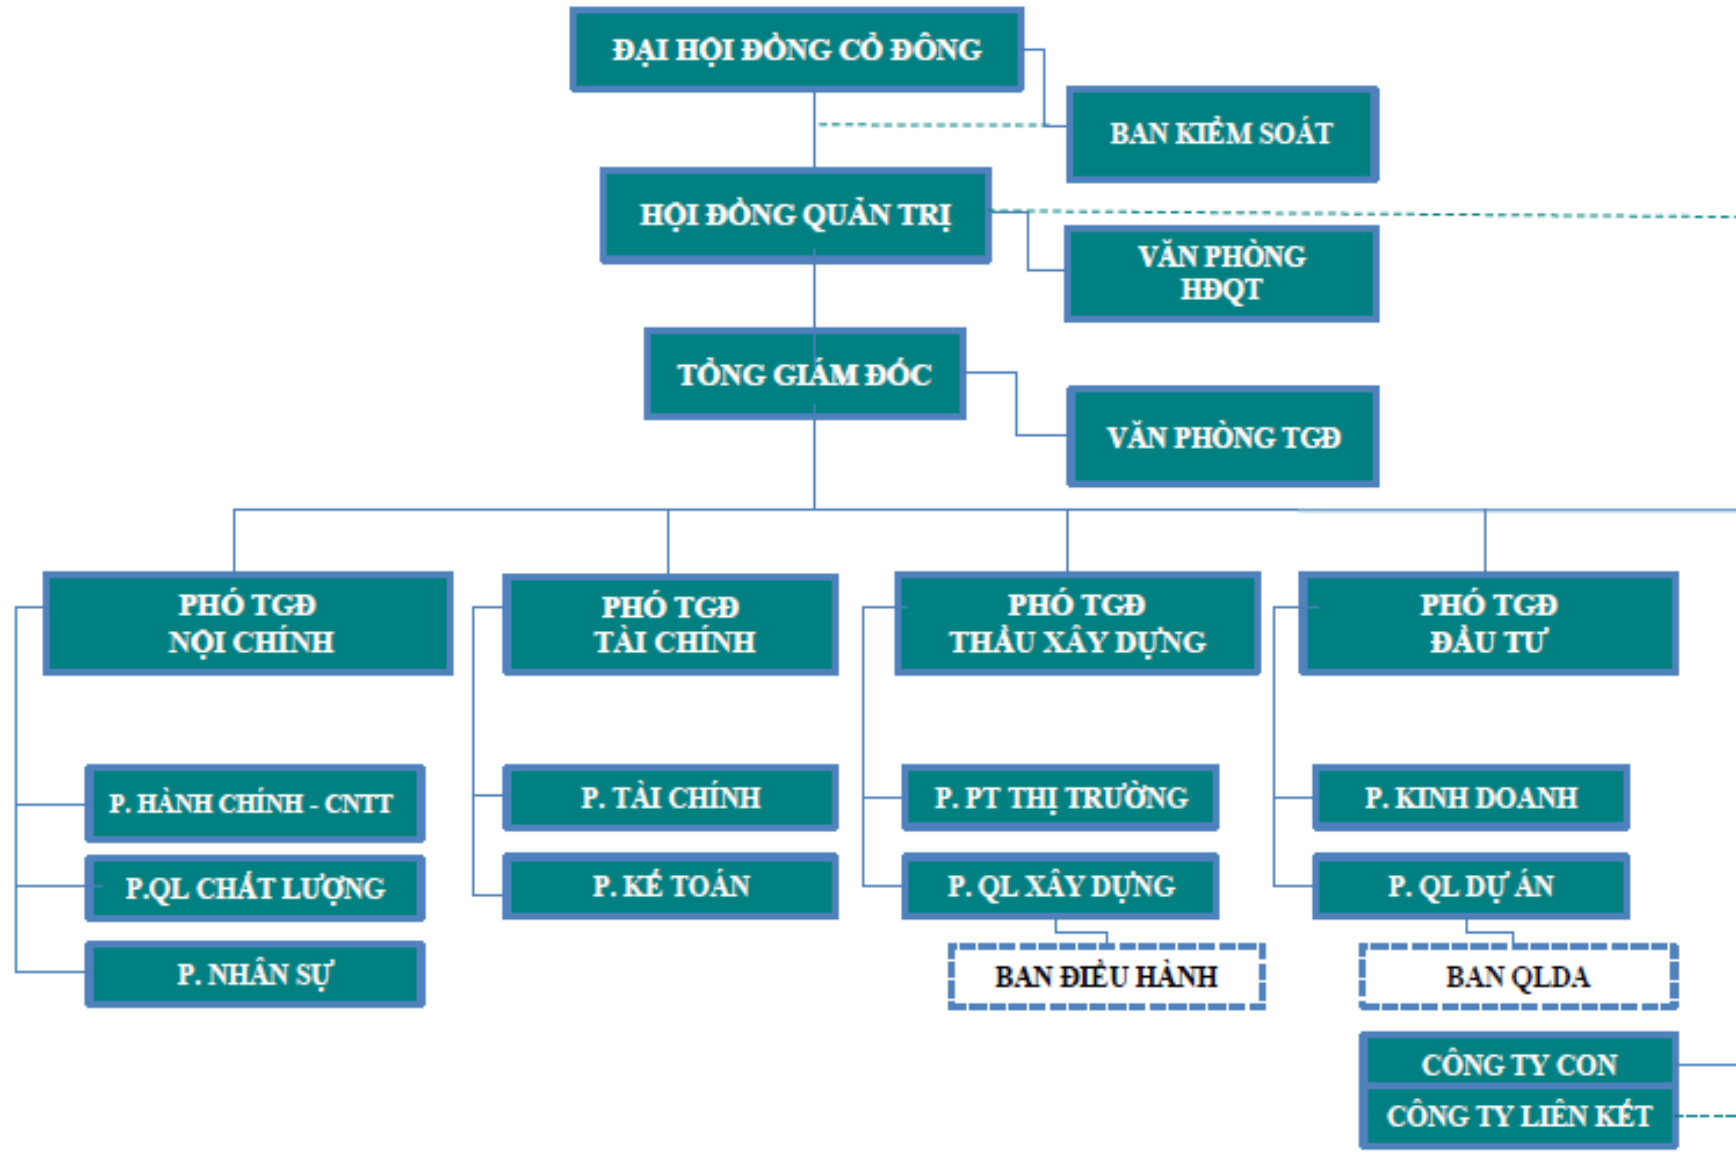 ĐẠI HỘI ĐỒNG CỔ ĐÔNG
BAN KIỂM SOÁT
HỘI ĐỒNG QUẢN TRỊ
VĂN PHÒNG
HĐQT
TỔNG GIÁM ĐỐC
VĂN PHÒNG TGĐ
PHÓ TGĐ
NỘI CHÍNH
PHÓ TGĐ
TÀI CHÍNH
PHÓ TGĐ
THẦU XÂY DỰNG
PHÓ TGĐ
ĐẦU TƯ
P. HÀNH CHÍNH - CNTT
P. TÀI CHÍNH
P. PT THỊ TRƯỜNG
P. KINH DOANH
P.QL CHẤT LƯỢNG
P. KẾ TOÁN
P. QL XÂY DỰNG
P. QL DỰ ÁN
P. NHÂN SỰ
BAN ĐIỀU HÀNH
BAN QLDA
CÔNG TY CON
CÔNG TY LIÊN KẾT